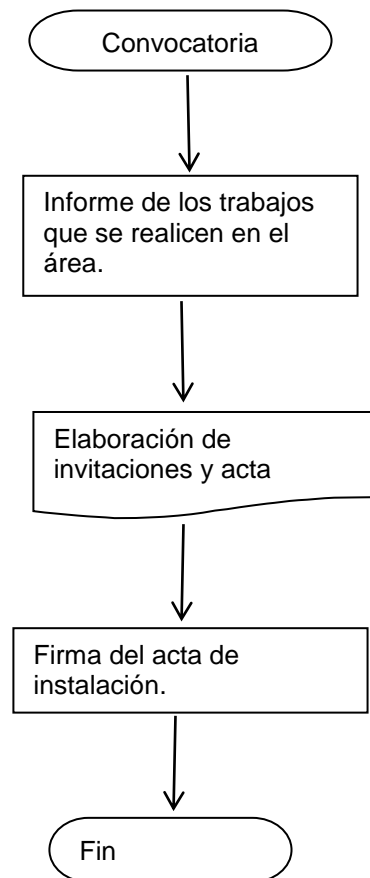 Convocatoria
Informe de los trabajos
que se realicen en el
área.
Elaboración de
invitaciones y acta
Firma del acta de
instalación.
Fin